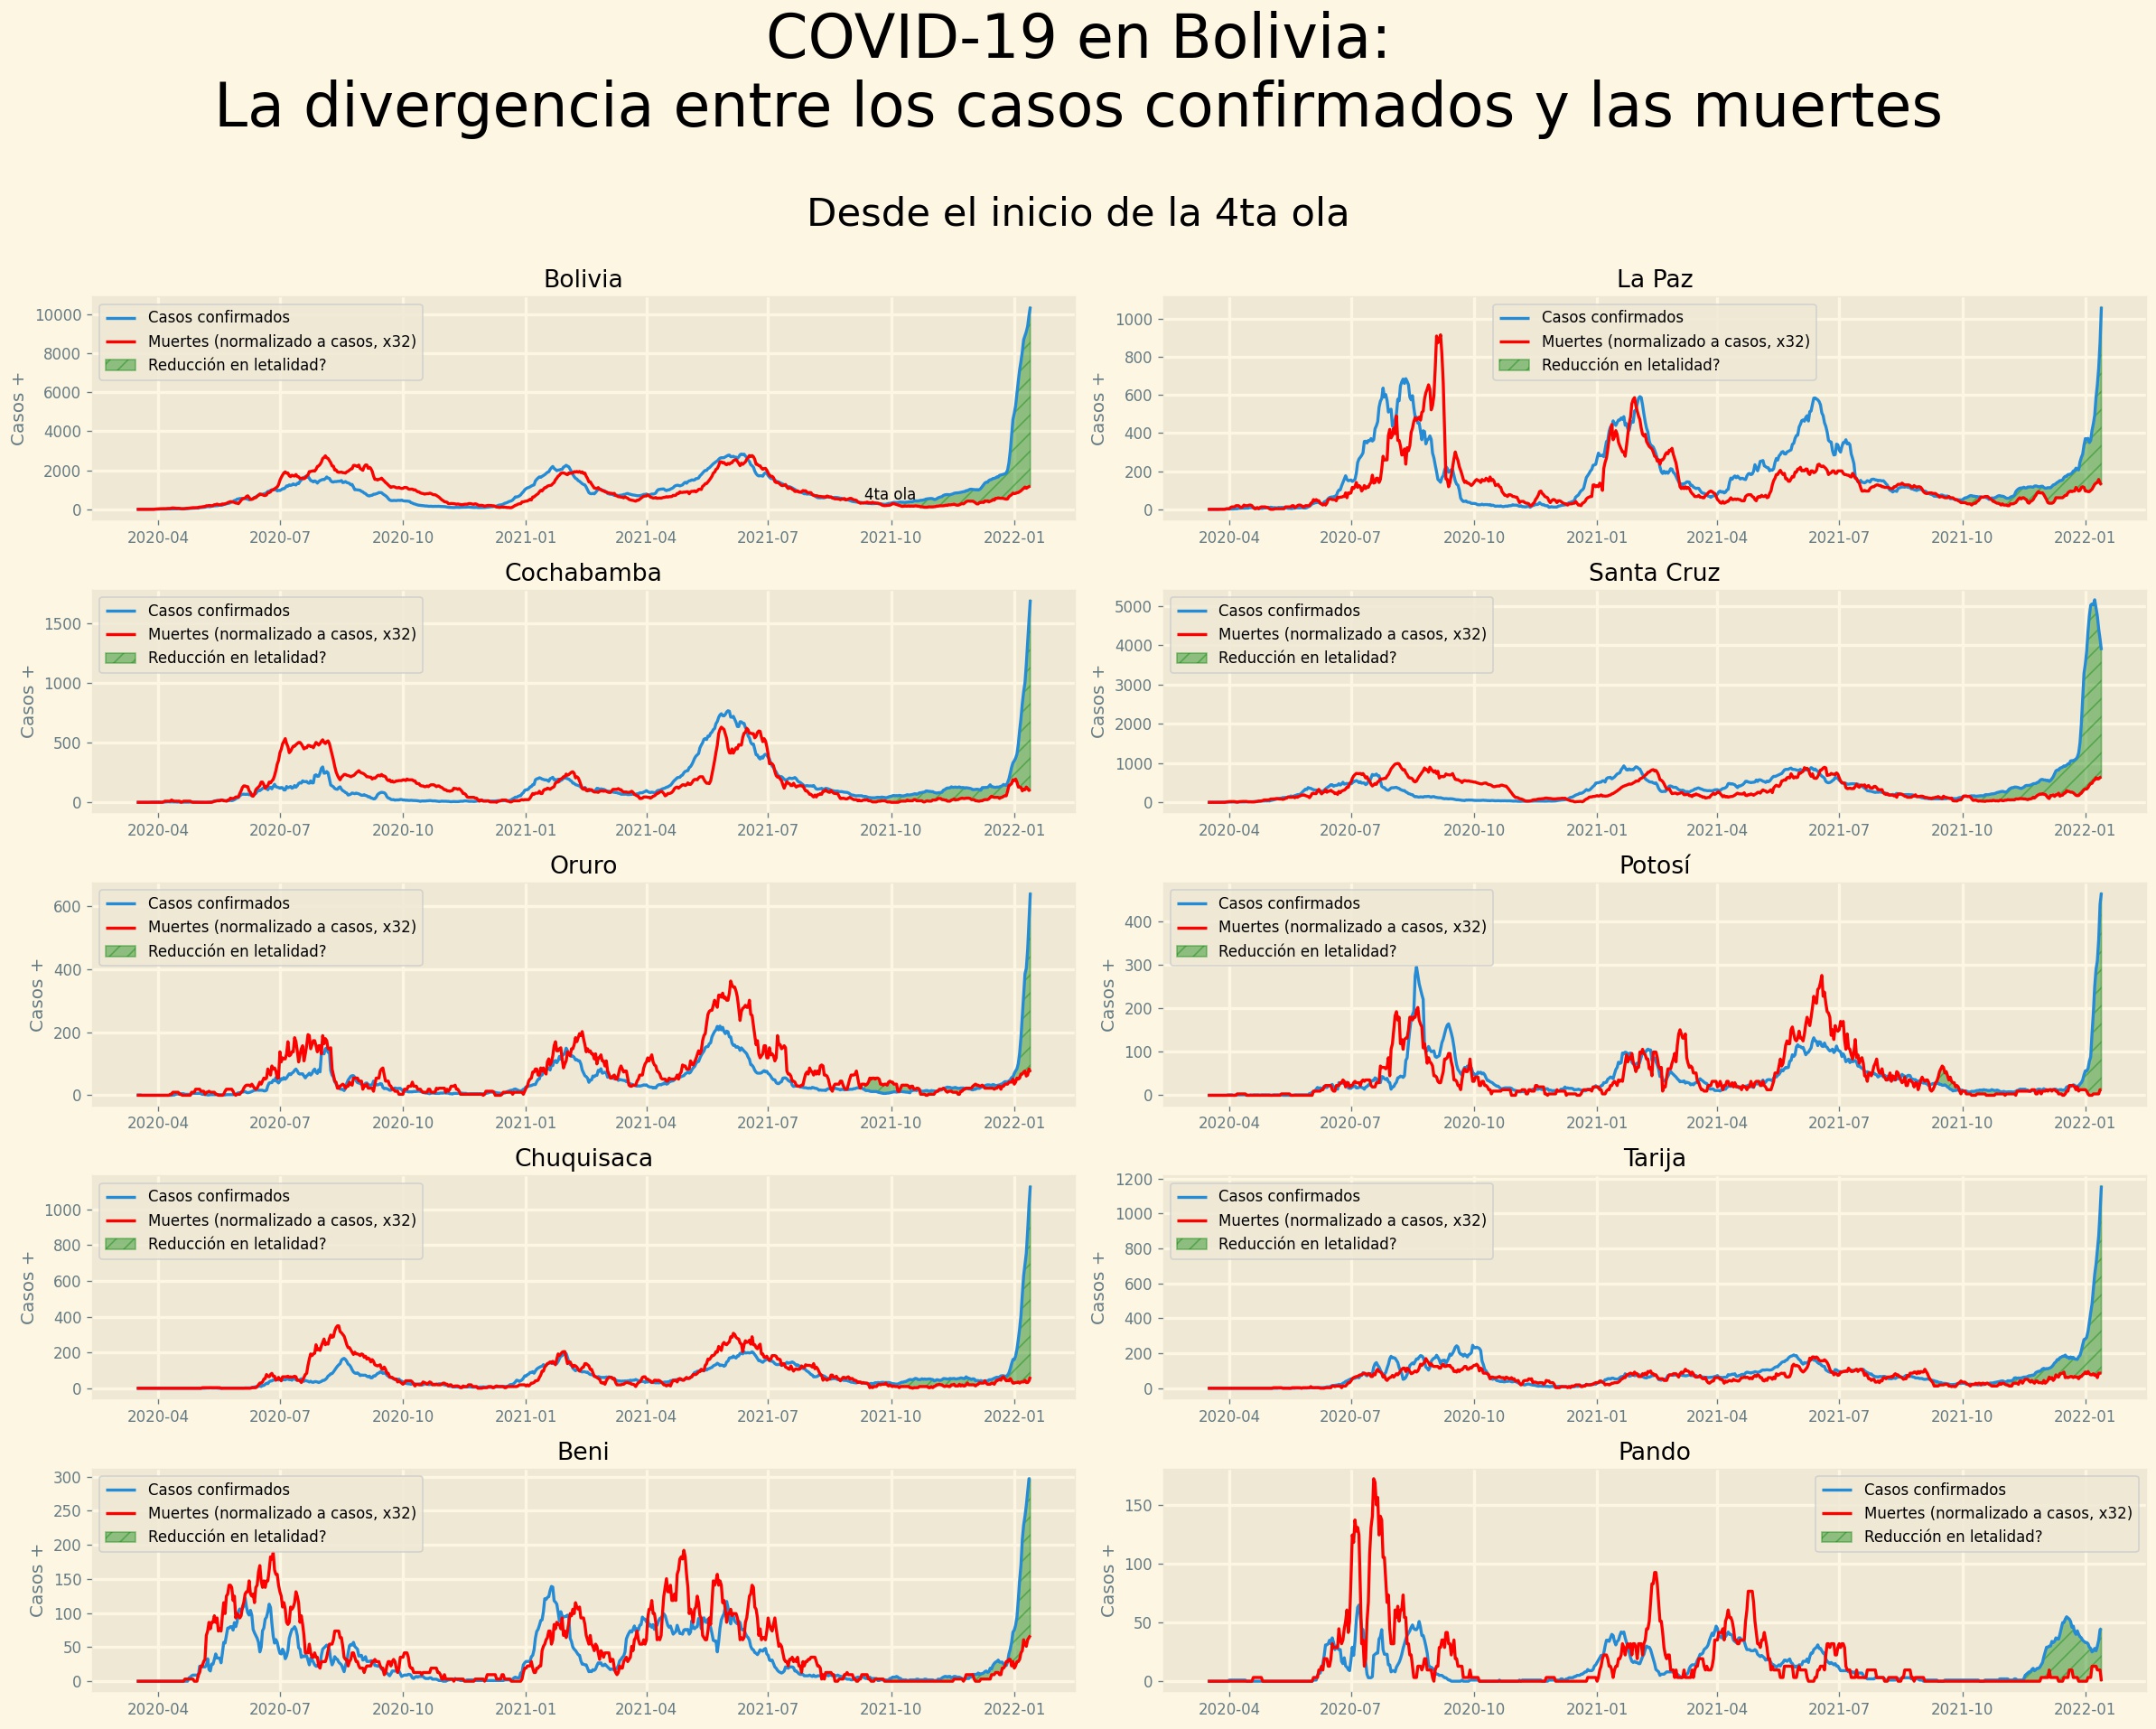 COVID-19 en Bolivia:
La divergencia entre los casos confirmados y las muertes
Desde el inicio de la 4ta ola
Bolivia
Casos +
10000
8000
6000
4000
2000
0
Casos confirmados
Muertes (normalizado a casos, x32)
Reducción en letalidad?
4ta ola
2020-04 2020-07 2020-10 2021-01 2021-04 2021-07 2021-10 2022-01
La Paz
Casos +
1000
800
600
400
200
0
Casos confirmados
Muertes (normalizado a casos, x32)
Reducción en letalidad?
2020-04 2020-07 2020-10 2021-01 2021-04 2021-07 2021-10 2022-01
Cochabamba
Casos +
1500
1000
500
0
Casos confirmados
Muertes (normalizado a casos, x32)
Reducción en letalidad?
2020-04 2020-07 2020-10 2021-01 2021-04 2021-07 2021-10 2022-01
Santa Cruz
Casos +
5000
4000
3000
2000
1000
0
Casos confirmados
Muertes (normalizado a casos, x32)
Reducción en letalidad?
2020-04 2020-07 2020-10 2021-01 2021-04 2021-07 2021-10 2022-01
Oruro
Casos +
600
400
200
0
Casos confirmados
Muertes (normalizado a casos, x32)
Reducción en letalidad?
2020-04 2020-07 2020-10 2021-01 2021-04 2021-07 2021-10 2022-01
Potosí
Casos +
400
300
200
100
0
Casos confirmados
Muertes (normalizado a casos, x32)
Reducción en letalidad?
2020-04 2020-07 2020-10 2021-01 2021-04 2021-07 2021-10 2022-01
Chuquisaca
Casos +
1000
800
600
400
200
0
Casos confirmados
Muertes (normalizado a casos, x32)
Reducción en letalidad?
2020-04 2020-07 2020-10 2021-01 2021-04 2021-07 2021-10 2022-01
Tarija
Casos +
1200
1000
800
600
400
200
0
Casos confirmados
Muertes (normalizado a casos, x32)
Reducción en letalidad?
2020-04 2020-07 2020-10 2021-01 2021-04 2021-07 2021-10 2022-01
Beni
Casos +
300
250
200
150
100
50
0
Casos confirmados
Muertes (normalizado a casos, x32)
Reducción en letalidad?
2020-04 2020-07 2020-10 2021-01 2021-04 2021-07 2021-10 2022-01
Pando
Casos +
150
100
50
0
Casos confirmados
Muertes (normalizado a casos, x32)
Reducción en letalidad?
2020-04 2020-07 2020-10 2021-01 2021-04 2021-07 2021-10 2022-01